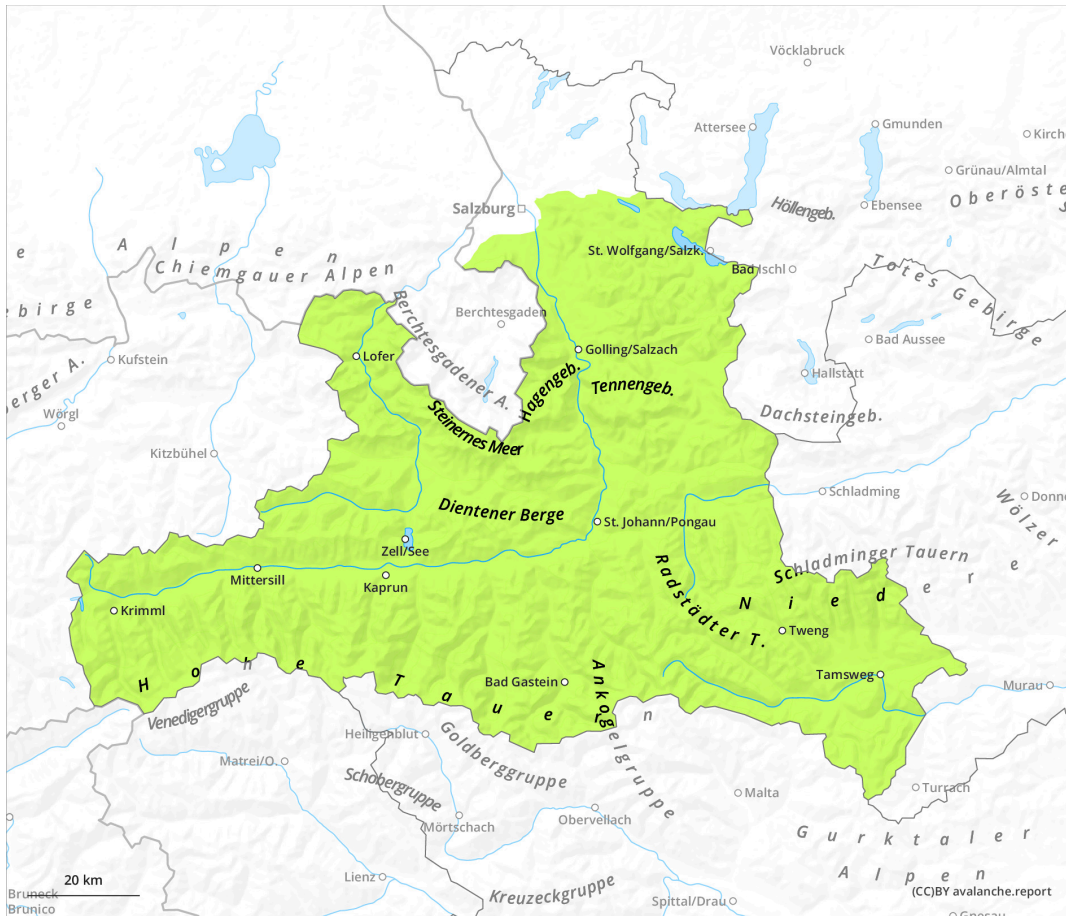 Vöcklabruck
Attersee
Gmunden
Kirch
Grünau/Almtal
Oberöste
S
Salzburg
Höllengeb.
Ebensee
e
Alpen
Chiemgauer Alpen
St. Wolfgang/Salzk.
Bad Ischl
Totes Gebirge
ebirge
Berchtesgaden
Berchtesgadener A.
Kufstein
Lofer
Golling/Salzach
Bad Aussee
Hallstatt
berger A.
Wörgl
Hagengeb.
Tennengeb.
Steinernes Meer
Dachsteingeb.
Kitzbühel
Schladming
Donne
Wölzer
Dientener Berge
St. Johann/Pongau
Zell/See
Schladminger Tauern
Mittersill
Kaprun
Radstädter T.
Niedere
Krimml
Tweng
Hohe Tauern
Bad Gastein
Ankogelgruppe
Tamsweg
Murau
Venedigergruppe
Heiligenblut
Goldberggruppe
Matrei/O.
Schobergruppe
Malta
Turrach
Mörtschach
Obervellach
Gurktaler
Alpen
20 km
Lienz
Kreuzeckgruppe
Bruneck
Brunico
Spittal/Drau
(CC)BY avalanche.report